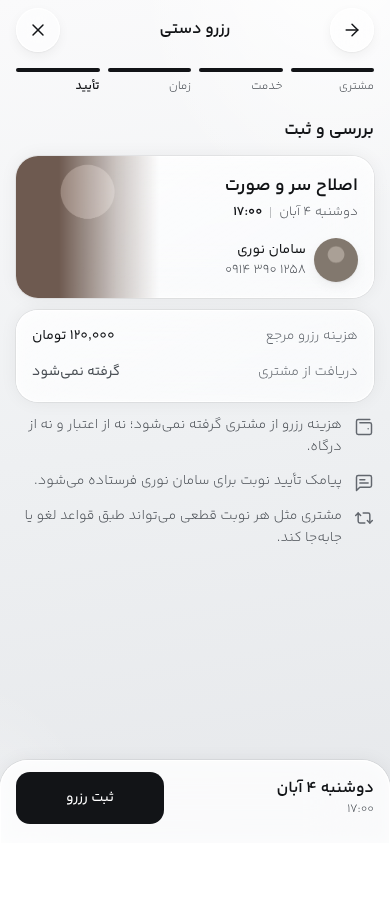 رزرو دستی
مشتری
خدمت
زمان
تأیید
بررسی و ثبت
اصلاح سر و صورت
دوشنبه ۴ آبان | ۱۷:۰۰
سامان نوری
۰۹۱۴ ۳۹۰ ۱۲۵۸
هزینه رزرو مرجع
۱۲۰,۰۰۰ تومان
دریافت از مشتری
گرفته نمی‌شود
هزینه رزرو از مشتری گرفته نمی‌شود؛ نه از اعتبار و نه از
درگاه.
پیامک تأیید نوبت برای سامان نوری فرستاده می‌شود.
مشتری مثل هر نوبت قطعی می‌تواند طبق قواعد لغو یا
جابه‌جا کند.
دوشنبه ۴ آبان
۱۷:۰۰
ثبت رزرو